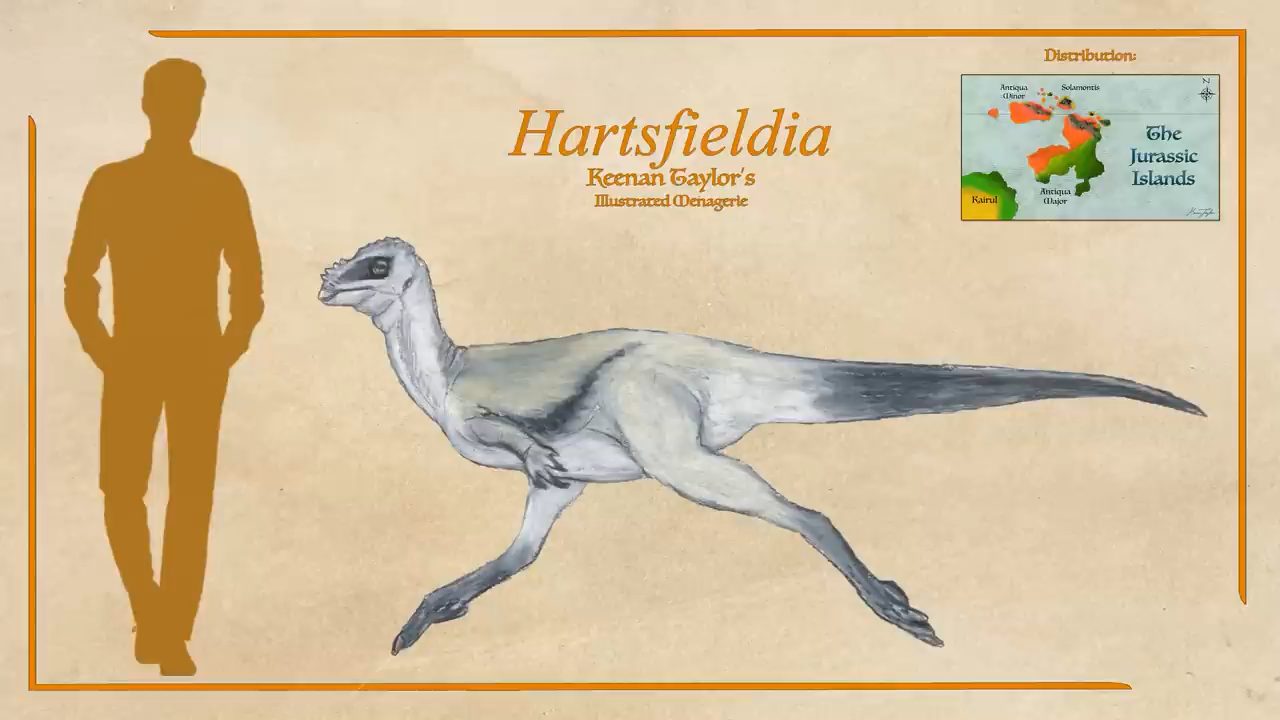 Distribution:
Antiqua
Minor
Solamontis
N
The
Jurassic
Islands
Antiqua
Major
Kairul
Hartsfieldia
Keenan Taylor's
Illustrated Menagerie